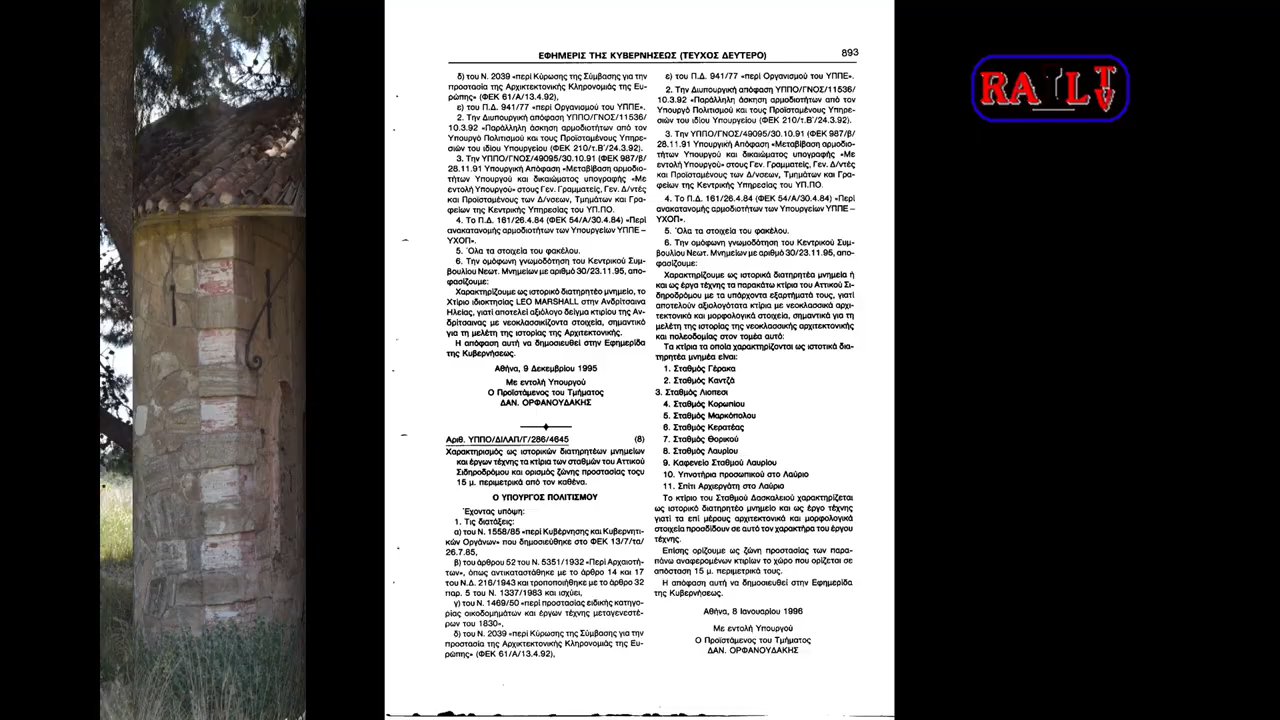 ΕΦΗΜΕΡΙΣ ΤΗΣ ΚΥΒΕΡΝΗΣΕΩΣ (ΤΕΥΧΟΣ ΔΕΥΤΕΡΟ)
893
δ) του Ν. 2039 «περί Κύρωσης της Σύμβασης για την
προστασία της Αρχιτεκτονικής Κληρονομιάς της Ευ-
ρώπης» (ΦΕΚ 61/Α/13.4.92),
ε) του Π.Δ. 941/77 «περί Οργανισμού του ΥΠΠΕ».
2. Την Διυπουργική απόφαση ΥΠΠΟ/ΓΝΟΣ/11536/
10.3.92 «Παράλληλη άσκηση αρμοδιοτήτων από τον
Υπουργό Πολιτισμού και τους Προϊσταμένους Υπηρε-
σιών του ιδίου Υπουργείου (ΦΕΚ 210/τ.Β΄/24.3.92).
3. Την ΥΠΠΟ/ΓΝΟΣ/49095/30.10.91 (ΦΕΚ 987/β/
28.11.91 Υπουργική Απόφαση «Μεταβίβαση αρμοδιο-
τήτων Υπουργού και δικαιώματος υπογραφής «Με
εντολή Υπουργού» στους Γεν. Γραμματείς, Γεν. Δ/ντές
και Προϊσταμένους των Δ/νσεων, Τμημάτων και Γρα-
φείων της Κεντρικής Υπηρεσίας του ΥΠ.ΠΟ.
4. Το Π.Δ. 161/26.4.84 (ΦΕΚ 54/Α/30.4.84) «Περί
ανακατανομής αρμοδιοτήτων των Υπουργείων ΥΠΠΕ –
ΥΧΟΠ».
5. Όλα τα στοιχεία του φακέλου.
6. Την ομόφωνη γνωμοδότηση του Κεντρικού Συμ-
βουλίου Νεωτ. Μνημείων με αριθμό 30/23.11.95, απο-
φασίζουμε:
Χαρακτηρίζουμε ως ιστορικό διατηρητέο μνημείο, το
Χτίριο ιδιοκτησίας LEO MARSHALL στην Ανδρίτσαινα
Ηλείας, γιατί αποτελεί αξιόλογο δείγμα κτιρίου της Αν-
δρίτσαινας με νεοκλασσικίζοντα στοιχεία, σημαντικό
για τη μελέτη της ιστορίας της Αρχιτεκτονικής.
Η απόφαση αυτή να δημοσιευθεί στην Εφημερίδα
της Κυβερνήσεως.
Αθήνα, 9 Δεκεμβρίου 1995
Με εντολή Υπουργού
Ο Προϊστάμενος του Τμήματος
ΔΑΝ. ΟΡΦΑΝΟΥΔΑΚΗΣ
Αριθ. ΥΠΠΟ/ΔΙΛΑΠ/Γ/286/4645 (8)
Χαρακτηρισμός ως ιστορικών διατηρητέων μνημείων
και έργων τέχνης τα κτίρια των σταθμών του Αττικού
Σιδηροδρόμου και ορισμός ζώνης προστασίας τους
15 μ. περιμετρικά από τον καθένα.
Ο ΥΠΟΥΡΓΟΣ ΠΟΛΙΤΙΣΜΟΥ
Έχοντας υπόψη:
1. Τις διατάξεις:
α) του Ν. 1558/85 «περί Κυβέρνησης και Κυβερνητι-
κών Οργάνων» που δημοσιεύθηκε στο ΦΕΚ 13/7/τα/
26.7.85,
β) του άρθρου 52 του Ν. 5351/1932 «Περί Αρχαιοτή-
των», όπως αντικαταστάθηκε με το άρθρο 14 και 17
του Ν.Δ. 216/1943 και τροποποιήθηκε με το άρθρο 32
παρ. 5 του Ν. 1337/1983 και ισχύει,
γ) του Ν. 1469/50 «περί προστασίας ειδικής κατηγο-
ρίας οικοδομημάτων και έργων τέχνης μεταγενεστέ-
ρων του 1830»,
δ) του Ν. 2039 «περί Κύρωσης της Σύμβασης για την
προστασία της Αρχιτεκτονικής Κληρονομιάς της Ευ-
ρώπης» (ΦΕΚ 61/Α/13.4.92),
ε) του Π.Δ. 941/77 «περί Οργανισμού του ΥΠΠΕ».
2. Την Διυπουργική απόφαση ΥΠΠΟ/ΓΝΟΣ/11536/
10.3.92 «Παράλληλη άσκηση αρμοδιοτήτων από τον
Υπουργό Πολιτισμού και τους Προϊσταμένους Υπηρε-
σιών του ιδίου Υπουργείου (ΦΕΚ 210/τ.Β΄/24.3.92).
3. Την ΥΠΠΟ/ΓΝΟΣ/49095/30.10.91 (ΦΕΚ 987/β/
28.11.91 Υπουργική Απόφαση «Μεταβίβαση αρμοδιο-
τήτων Υπουργού και δικαιώματος υπογραφής «Με
εντολή Υπουργού» στους Γεν. Γραμματείς, Γεν. Δ/ντές
και Προϊσταμένους των Δ/νσεων, Τμημάτων και Γρα-
φείων της Κεντρικής Υπηρεσίας του ΥΠ.ΠΟ.
4. Το Π.Δ. 161/26.4.84 (ΦΕΚ 54/Α/30.4.84) «Περί
ανακατανομής αρμοδιοτήτων των Υπουργείων ΥΠΠΕ –
ΥΧΟΠ».
5. Όλα τα στοιχεία του φακέλου.
6. Την ομόφωνη γνωμοδότηση του Κεντρικού Συμ-
βουλίου Νεωτ. Μνημείων με αριθμό 30/23.11.95, απο-
φασίζουμε:
Χαρακτηρίζουμε ως ιστορικά διατηρητέα μνημεία ή
και ως έργα τέχνης τα παρακάτω κτίρια του Αττικού Σι-
δηροδρόμου με τα υπάρχοντα εξαρτήματά τους, γιατί
αποτελούν αξιολογότατα κτίρια με νεοκλασσικά αρχι-
τεκτονικά και μορφολογικά στοιχεία, σημαντικά για τη
μελέτη της ιστορίας της νεοκλασσικής αρχιτεκτονικής
και πολεοδομίας στον τομέα αυτό:
Τα κτίρια τα οποία χαρακτηρίζονται ως ιστοτικά δια-
τηρητέα μνημέα είναι:
1. Σταθμός Γέρακα
2. Σταθμός Καντζά
3. Σταθμός Λιοπεσι
4. Σταθμός Κορωπίου
5. Σταθμός Μαρκόπουλου
6. Σταθμός Κερατέας
7. Σταθμός Θορικού
8. Σταθμός Λαυρίου
9. Καφενείο Σταθμού Λαυρίου
10. Υπνοτήρια προσωπικού στο Λαύριο
11. Σπίτι Αρχιεργάτη στο Λαύριο
Το κτίριο του Σταθμού Δασκαλειού χαρακτηρίζεται
ως ιστορικό διατηρητέο μνημείο και ως έργο τέχνης
γιατί τα επί μέρους αρχιτεκτονικά και μορφολογικά
στοιχεία προσδίδουν σε αυτό τον χαρακτήρα του έργου
τέχνης.
Επίσης ορίζουμε ως ζώνη προστασίας των παρα-
πάνω αναφερομένων κτιρίων το χώρο που ορίζεται σε
απόσταση 15 μ. περιμετρικά τους.
Η απόφαση αυτή να δημοσιευθεί στην Εφημερίδα
της Κυβερνήσεως.
Αθήνα, 8 Ιανουαρίου 1996
Με εντολή Υπουργού
Ο Προϊστάμενος του Τμήματος
ΔΑΝ. ΟΡΦΑΝΟΥΔΑΚΗΣ